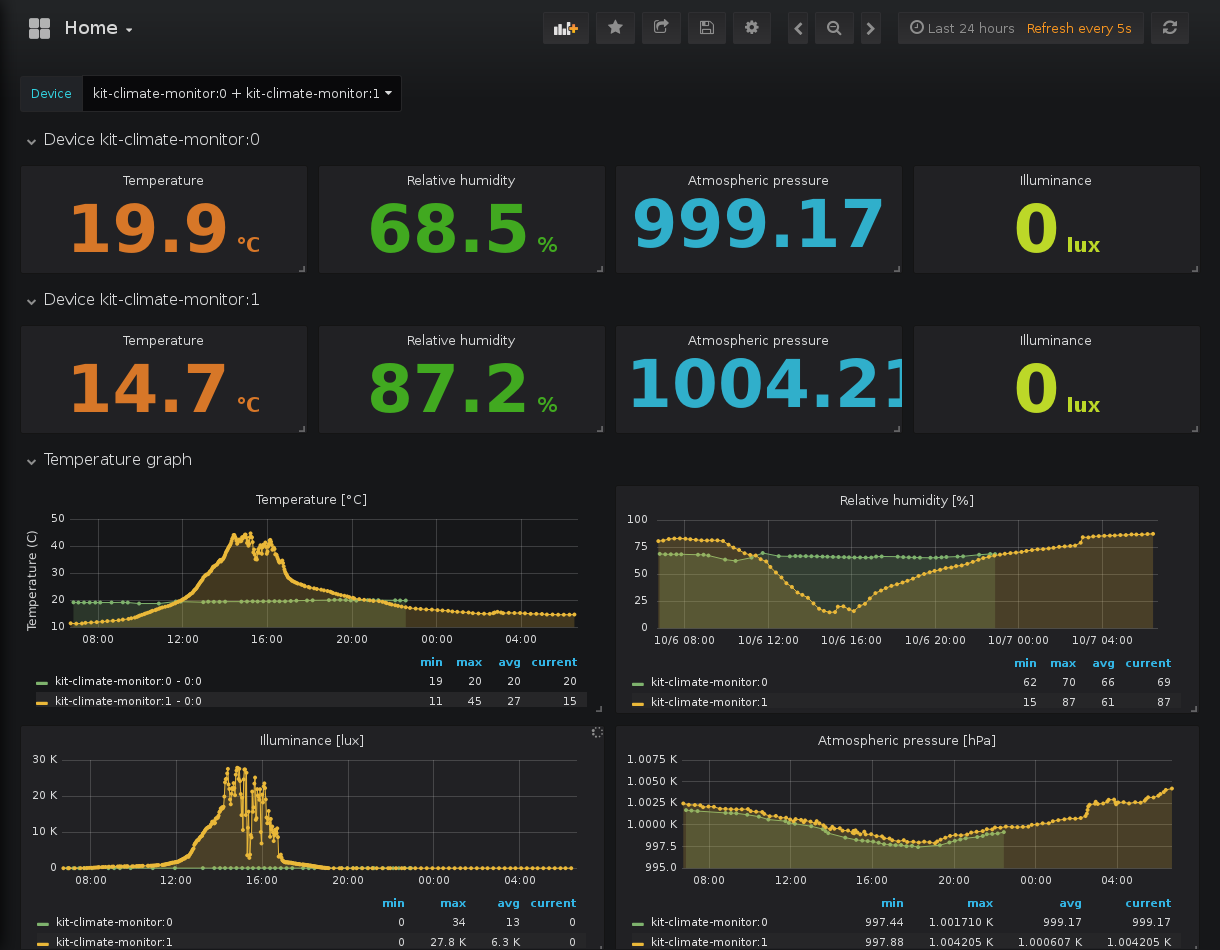 Home
Last 24 hours Refresh every 5s
Device kit-climate-monitor:0 + kit-climate-monitor:1
Device kit-climate-monitor:0
Temperature Relative humidity Atmospheric pressure Illuminance
19.9 °C 68.5 % 999.17 0 lux
Device kit-climate-monitor:1
Temperature Relative humidity Atmospheric pressure Illuminance
14.7 °C 87.2 % 1004.21 0 lux
Temperature graph
Temperature [°C]
Temperature (C)
50
40
30
20
10
08:00 12:00 16:00 20:00 00:00 04:00
min max avg current
kit-climate-monitor:0 - 0:0 19 20 20 20
kit-climate-monitor:1 - 0:0 11 45 27 15
Relative humidity [%]
100
75
50
25
0
10/6 08:00 10/6 12:00 10/6 16:00 10/6 20:00 10/7 00:00 10/7 04:00
min max avg current
kit-climate-monitor:0 62 70 66 69
kit-climate-monitor:1 15 87 61 87
Illuminance [lux]
30 K
20 K
10 K
0
08:00 12:00 16:00 20:00 00:00 04:00
min max avg current
kit-climate-monitor:0 0 34 13 0
kit-climate-monitor:1 0 27.8 K 6.3 K 0
Atmospheric pressure [hPa]
1.0075 K
1.0050 K
1.0025 K
1.0000 K
997.5
995.0
08:00 12:00 16:00 20:00 00:00 04:00
min max avg current
kit-climate-monitor:0 997.44 1.001710 K 999.17 999.17
kit-climate-monitor:1 997.88 1.004205 K 1.000607 K 1.004205 K